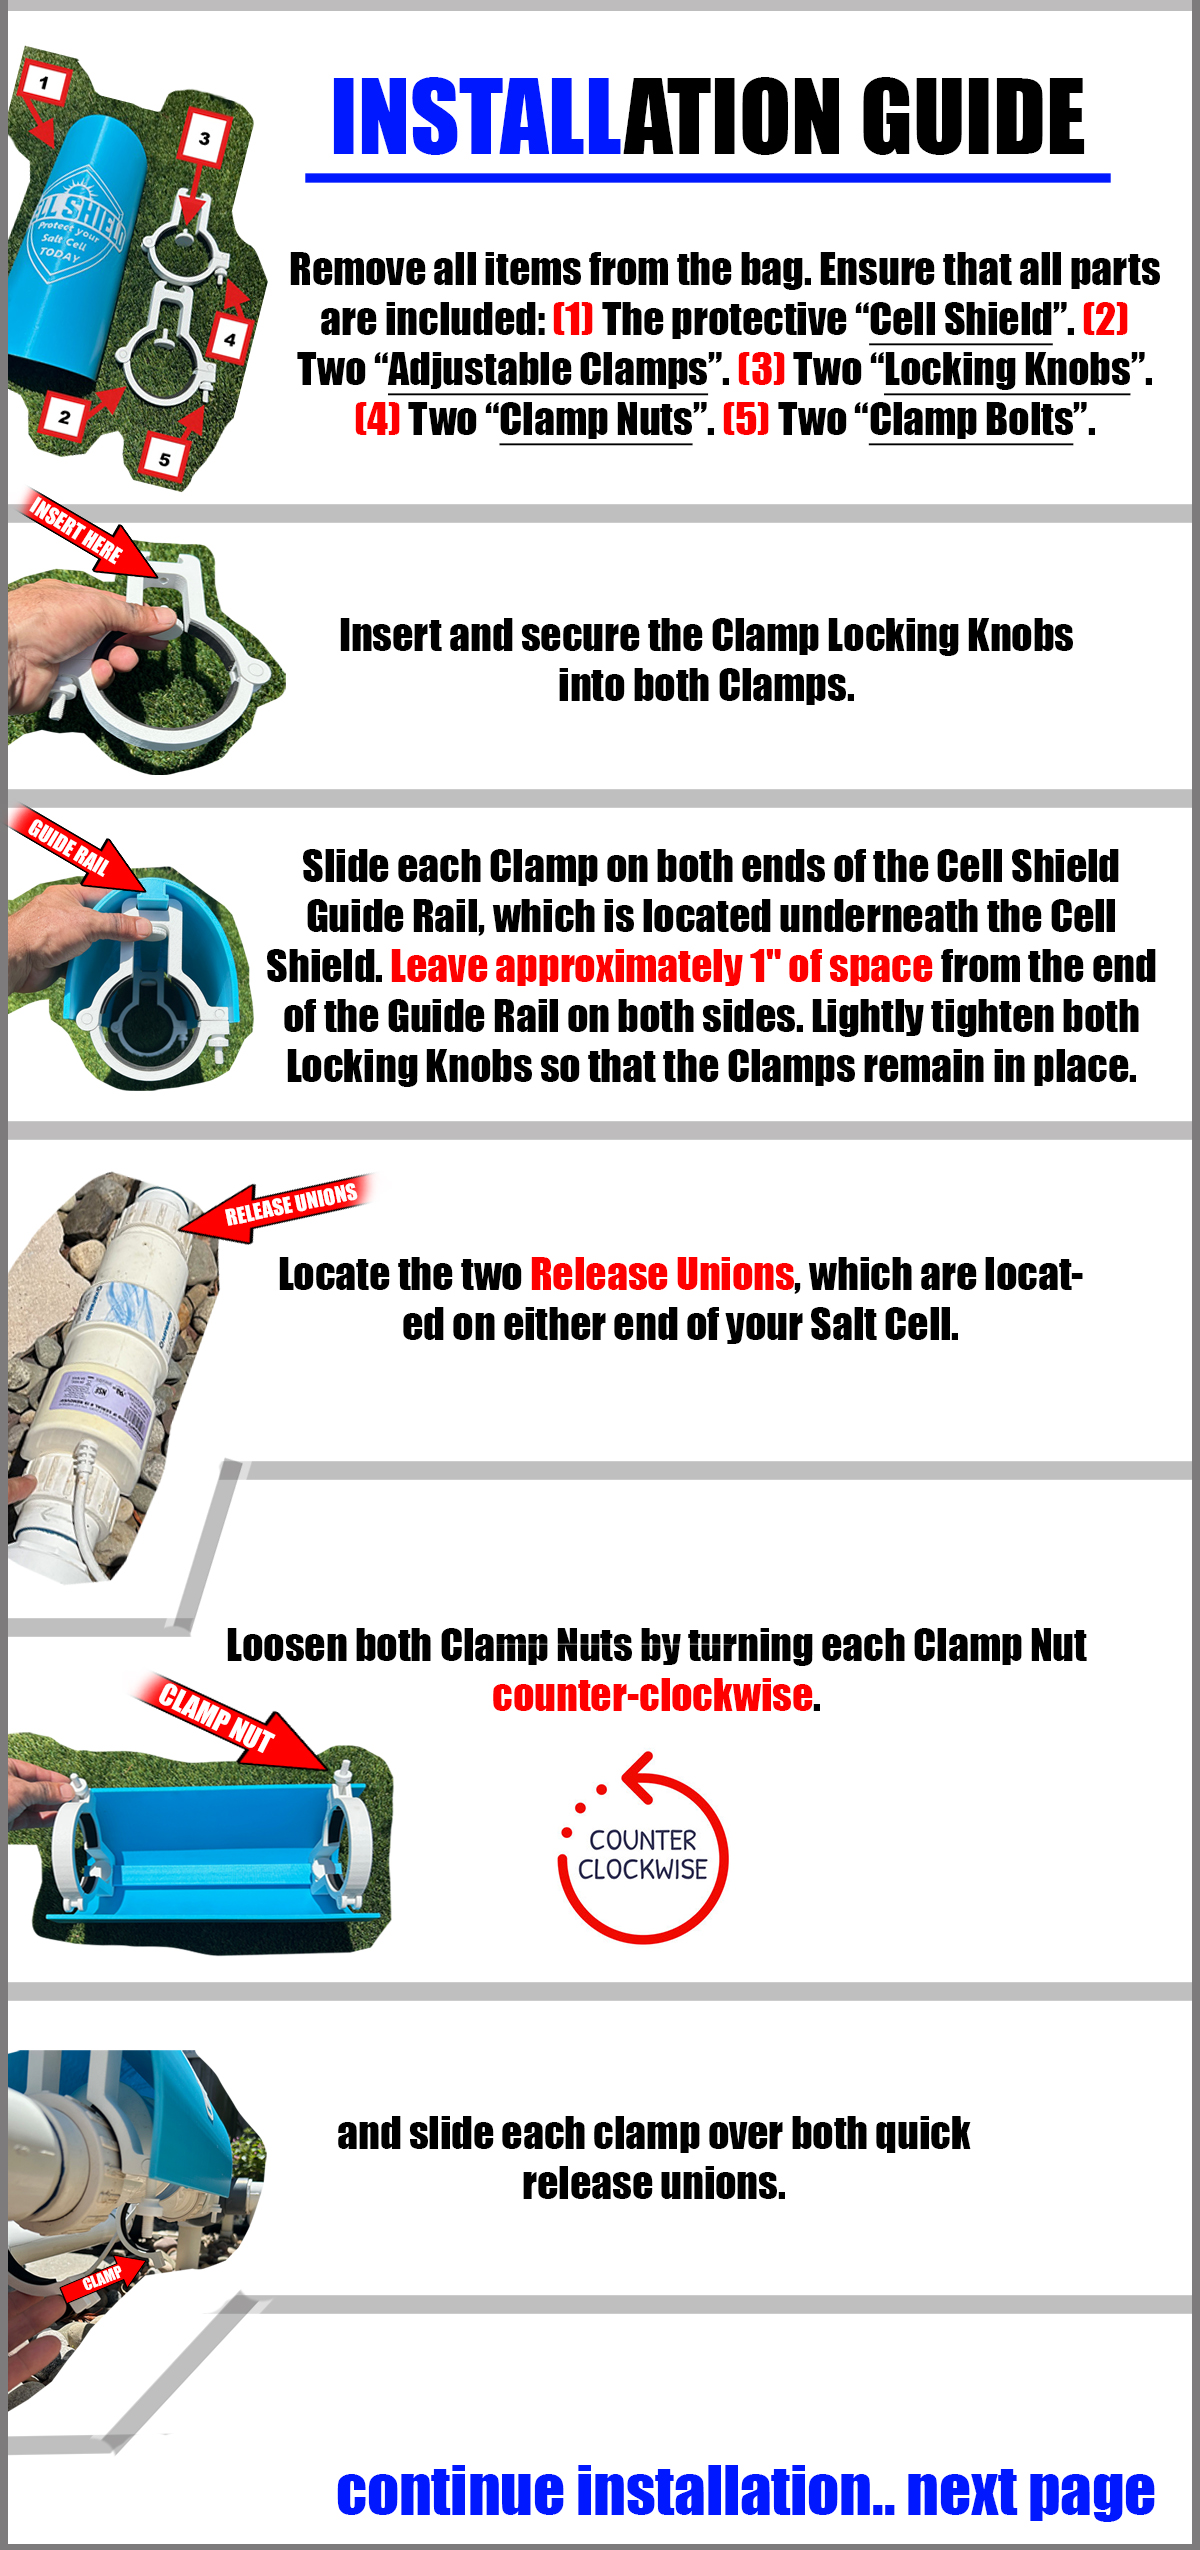 1
3
4
2
5
ELL SHIELD
Protect your
Salt Cell
TODAY
INSTALLATION GUIDE
Remove all items from the bag. Ensure that all parts
are included: (1) The protective “Cell Shield”. (2)
Two “Adjustable Clamps”. (3) Two “Locking Knobs”.
(4) Two “Clamp Nuts”. (5) Two “Clamp Bolts”.
INSERT HERE
Insert and secure the Clamp Locking Knobs
into both Clamps.
GUIDE RAIL
Slide each Clamp on both ends of the Cell Shield
Guide Rail, which is located underneath the Cell
Shield. Leave approximately 1" of space from the end
of the Guide Rail on both sides. Lightly tighten both
Locking Knobs so that the Clamps remain in place.
RELEASE UNIONS
Locate the two Release Unions, which are locat-
ed on either end of your Salt Cell.
NSF
Loosen both Clamp Nuts by turning each Clamp Nut
counter-clockwise.
CLAMP NUT
COUNTER
CLOCKWISE
and slide each clamp over both quick
release unions.
CLAMP
continue installation.. next page